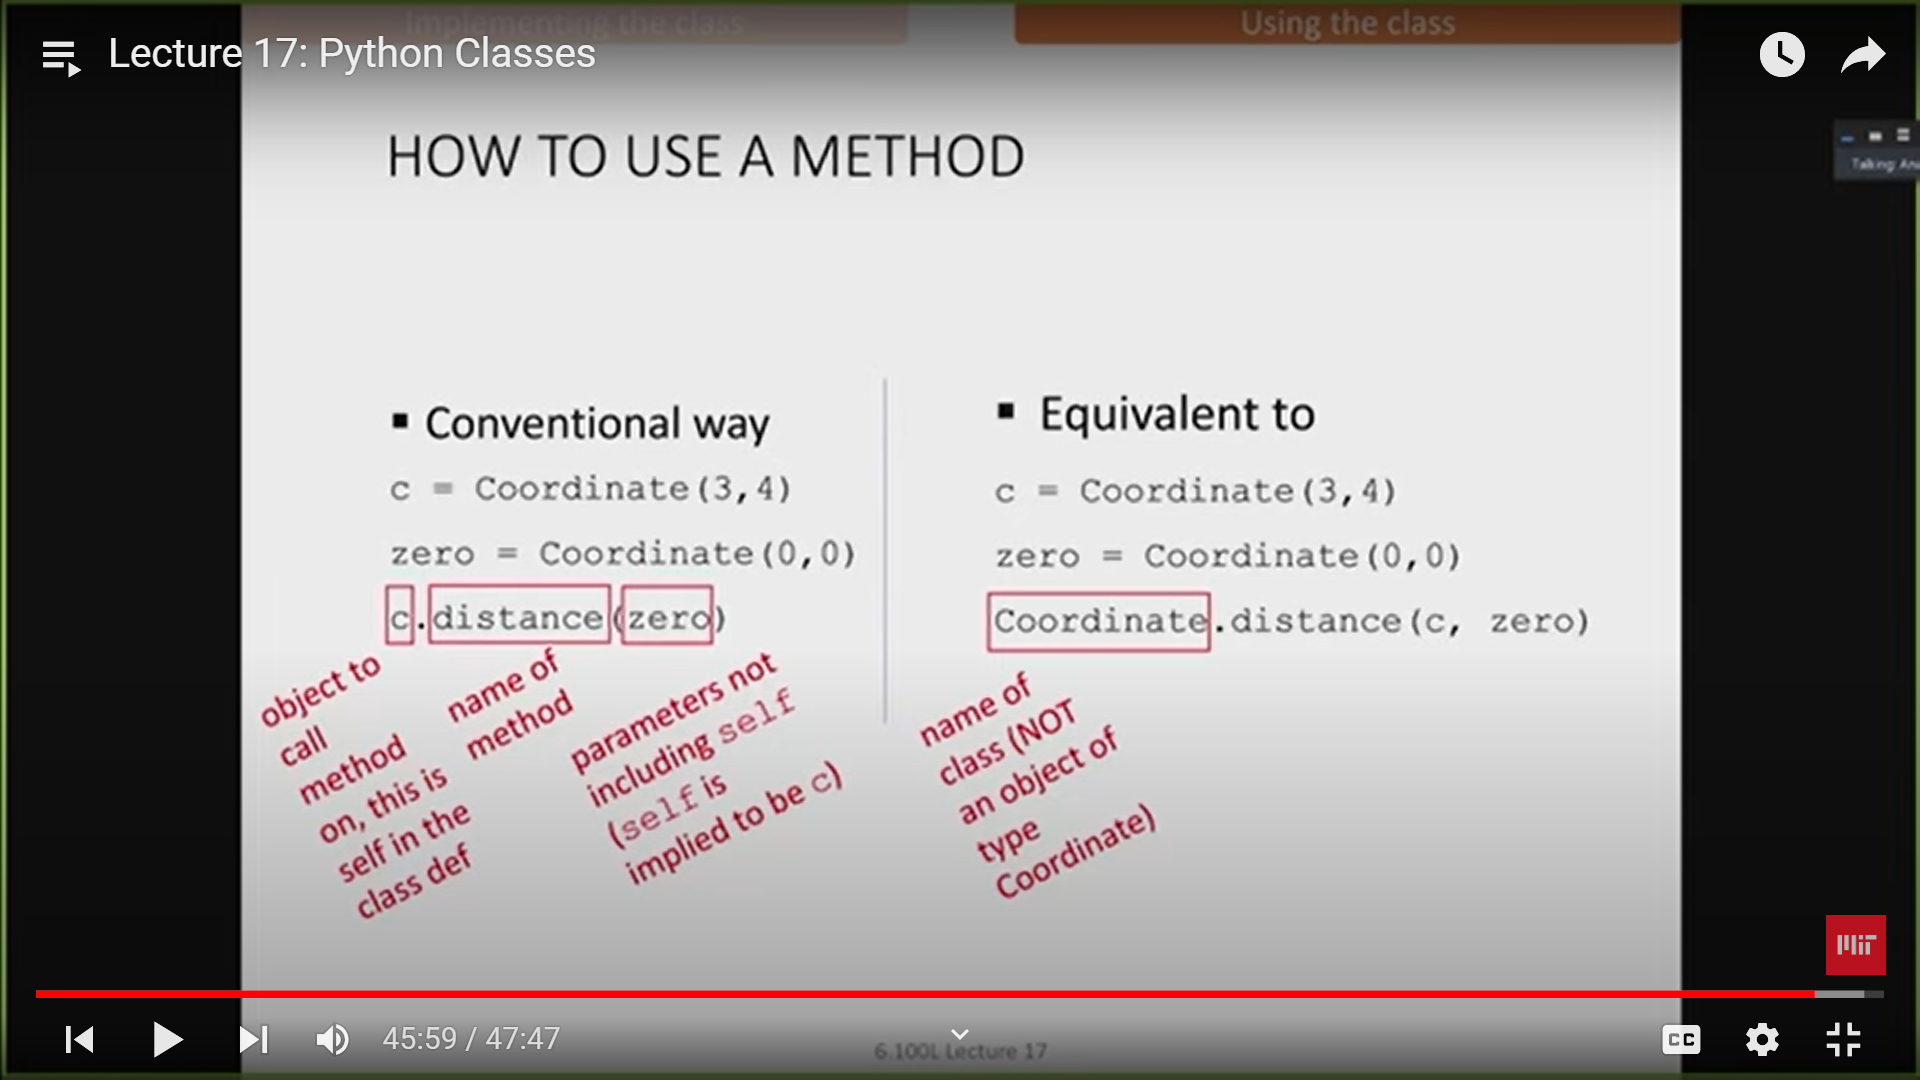 Implementing the class
Using the class
Lecture 17: Python Classes
HOW TO USE A METHOD
▪ Conventional way
c = Coordinate(3,4)
zero = Coordinate(0,0)
c.distance(zero)
object to
call
method
on, this is
self in the
class def
name of
method
parameters not
including self
(self is
implied to be c)
▪ Equivalent to
c = Coordinate(3,4)
zero = Coordinate(0,0)
Coordinate.distance(c, zero)
name of
class (NOT
an object of
type
Coordinate)
Talking:
MIT
45:59 / 47:47
CC
6.100L Lecture 17